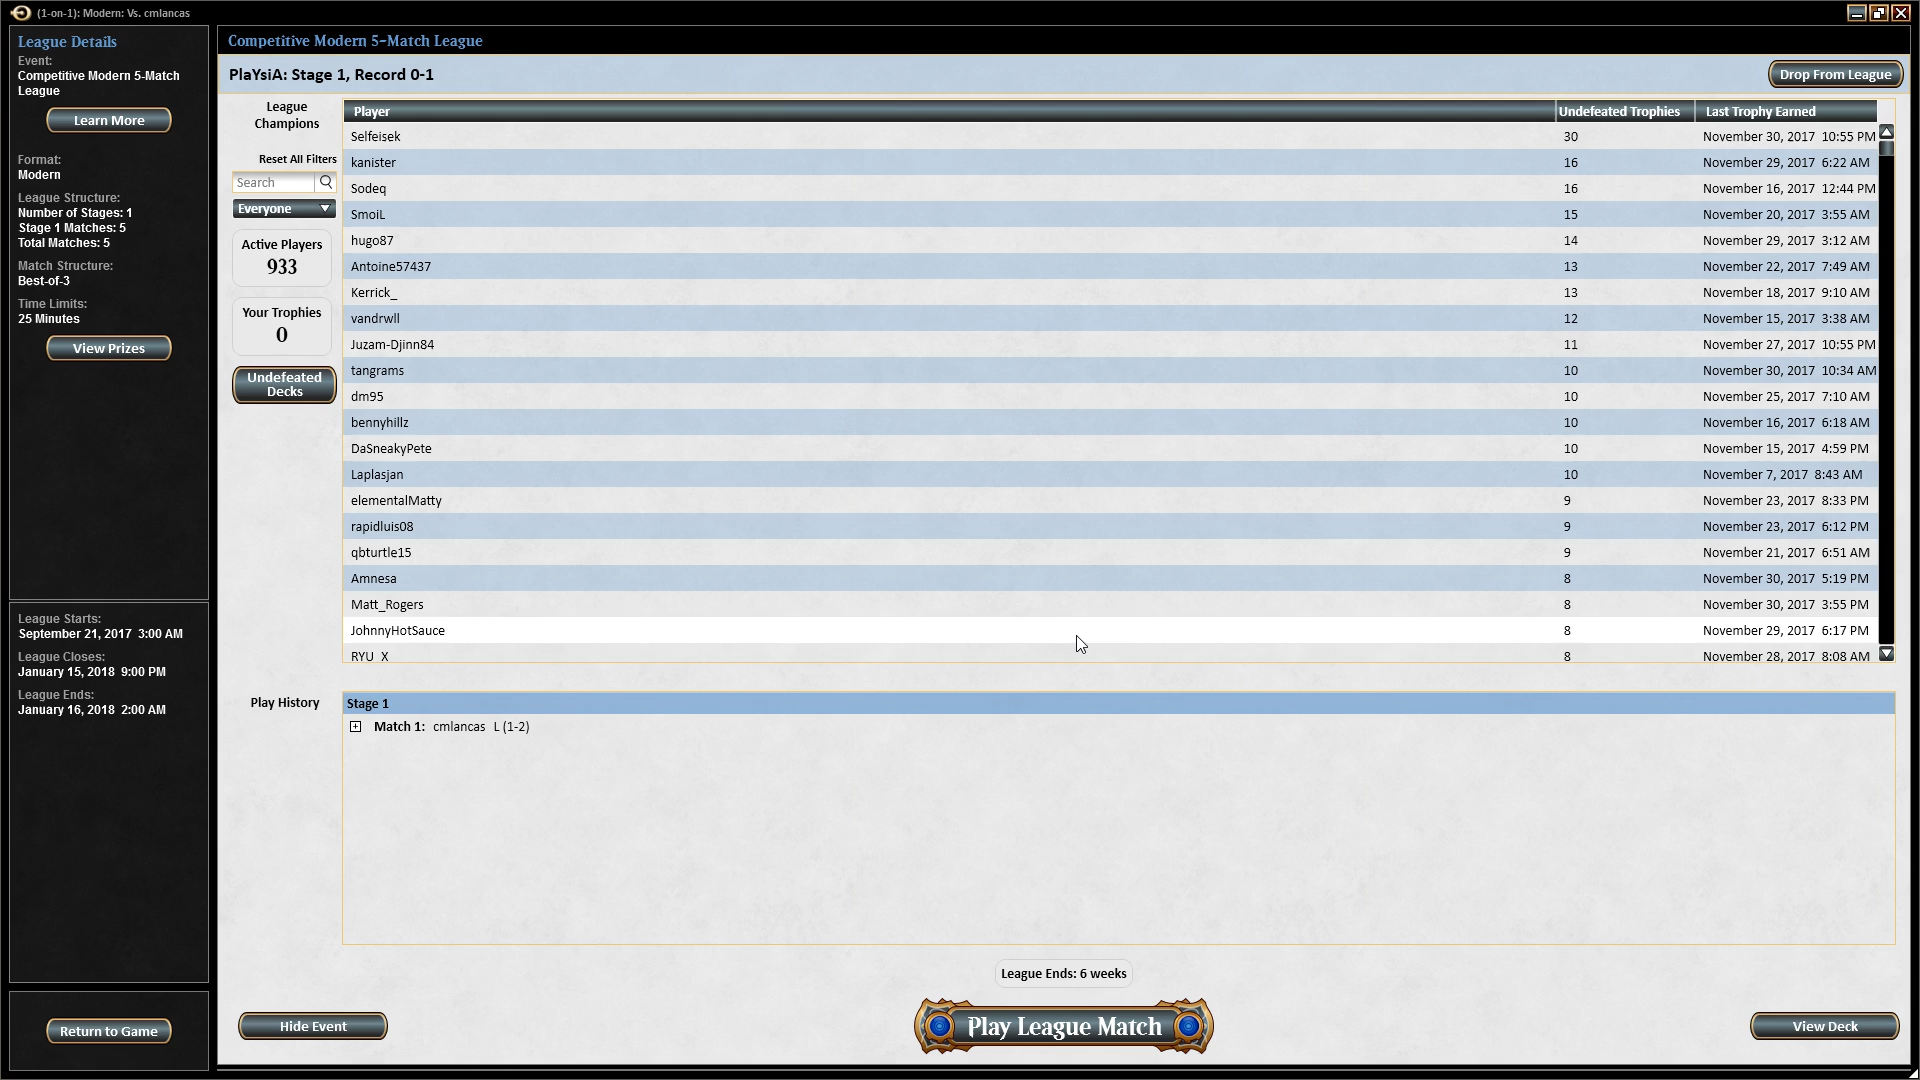 (1-on-1): Modern: Vs. cmlancas
League Details
Event:
Competitive Modern 5-Match
League
Learn More
Format:
Modern
League Structure:
Number of Stages: 1
Stage 1 Matches: 5
Total Matches: 5
Match Structure:
Best-of-3
Time Limits:
25 Minutes
View Prizes
League Starts:
September 21, 2017 3:00 AM
League Closes:
January 15, 2018 9:00 PM
League Ends:
January 16, 2018 2:00 AM
Return to Game
Competitive Modern 5-Match League
PlaYsiA: Stage 1, Record 0-1
Drop From League
League
Champions
Reset All Filters
Search
Everyone
Active Players
933
Your Trophies
0
Undefeated
Decks
Player Undefeated Trophies Last Trophy Earned
Selfeisek 30 November 30, 2017 10:55 PM
kanister 16 November 29, 2017 6:22 AM
Sodeq 16 November 16, 2017 12:44 PM
SmoiL 15 November 20, 2017 3:55 AM
hugo87 14 November 29, 2017 3:12 AM
Antoine57437 13 November 22, 2017 7:49 AM
Kerrick_ 13 November 18, 2017 9:10 AM
vandrwll 12 November 15, 2017 3:38 AM
Juzam-Djinn84 11 November 27, 2017 10:55 PM
tangrams 10 November 30, 2017 10:34 AM
dm95 10 November 25, 2017 7:10 AM
bennyhillz 10 November 16, 2017 6:18 AM
DaSneakyPete 10 November 15, 2017 4:59 PM
Laplasjan 10 November 7, 2017 8:43 AM
elementalMatty 9 November 23, 2017 8:33 PM
rapidluis08 9 November 23, 2017 6:12 PM
qbturtle15 9 November 21, 2017 6:51 AM
Amnesa 8 November 30, 2017 5:19 PM
Matt_Rogers 8 November 30, 2017 3:55 PM
JohnnyHotSauce 8 November 29, 2017 6:17 PM
RYU_X 8 November 28, 2017 8:08 AM
Play History
Stage 1
Match 1: cmlancas L (1-2)
League Ends: 6 weeks
Hide Event
Play League Match
View Deck